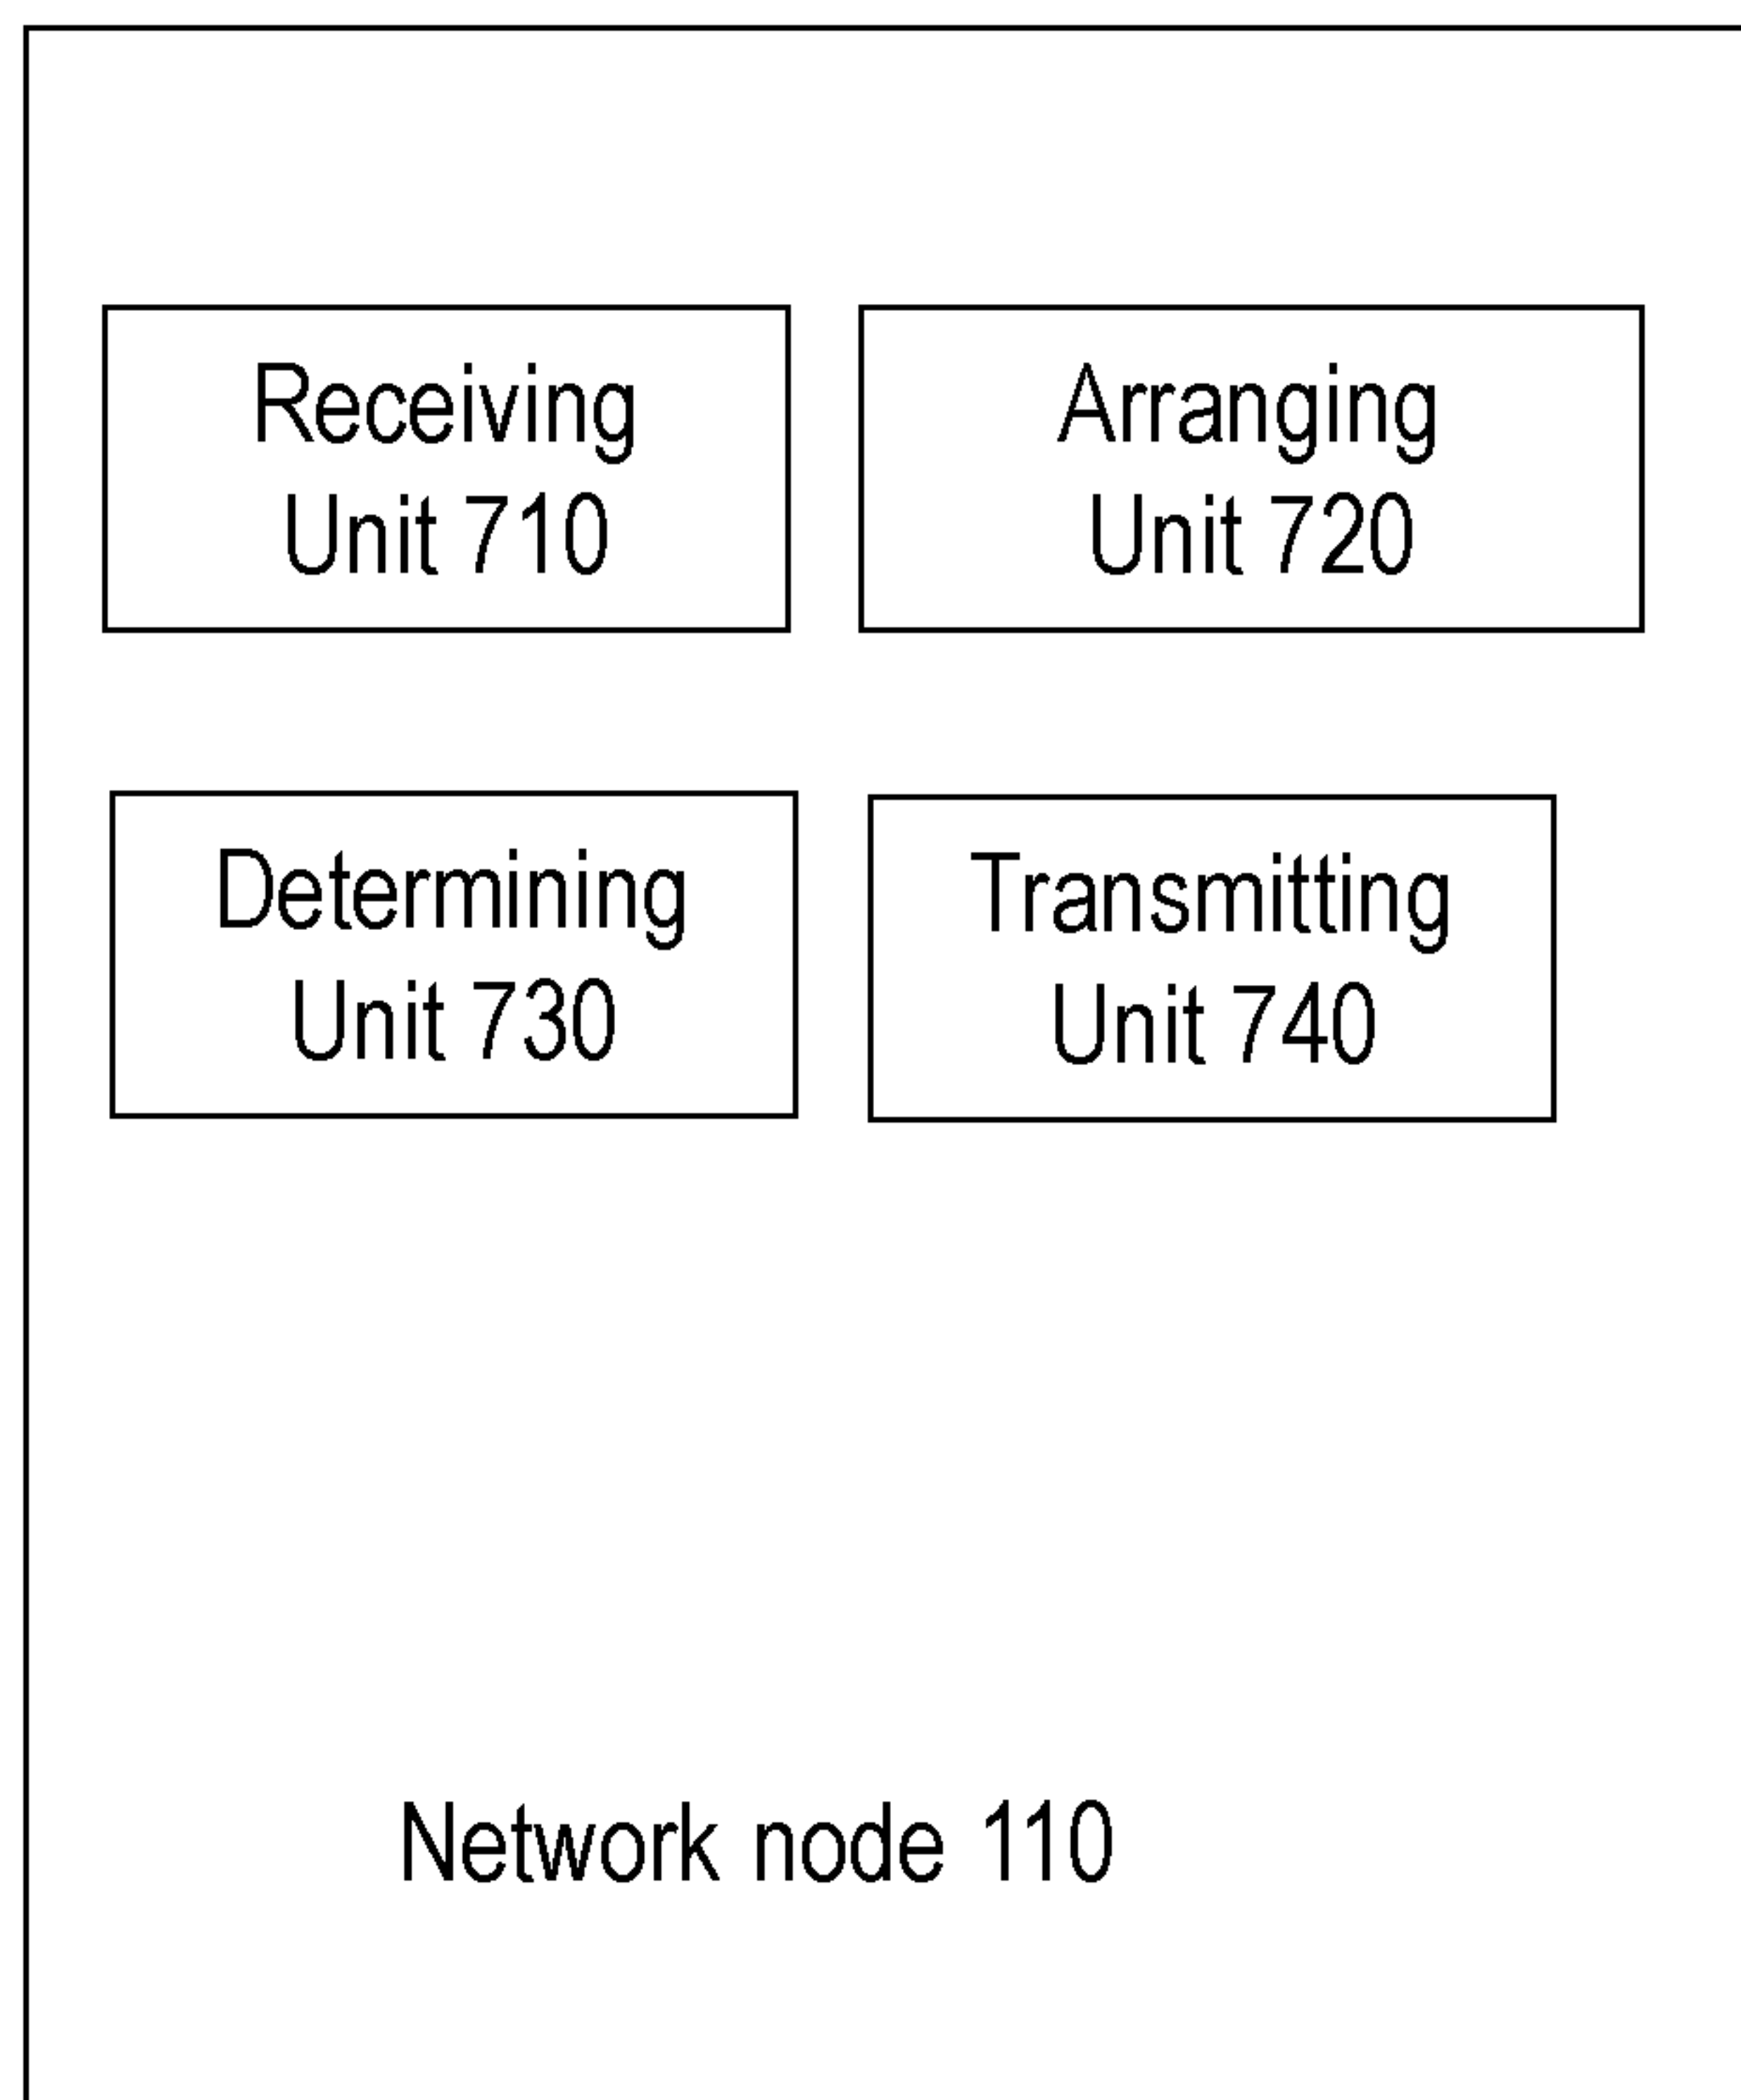 Receiving
Unit 710
Arranging
Unit 720
Determining
Unit 730
Transmitting
Unit 740
Network node 110